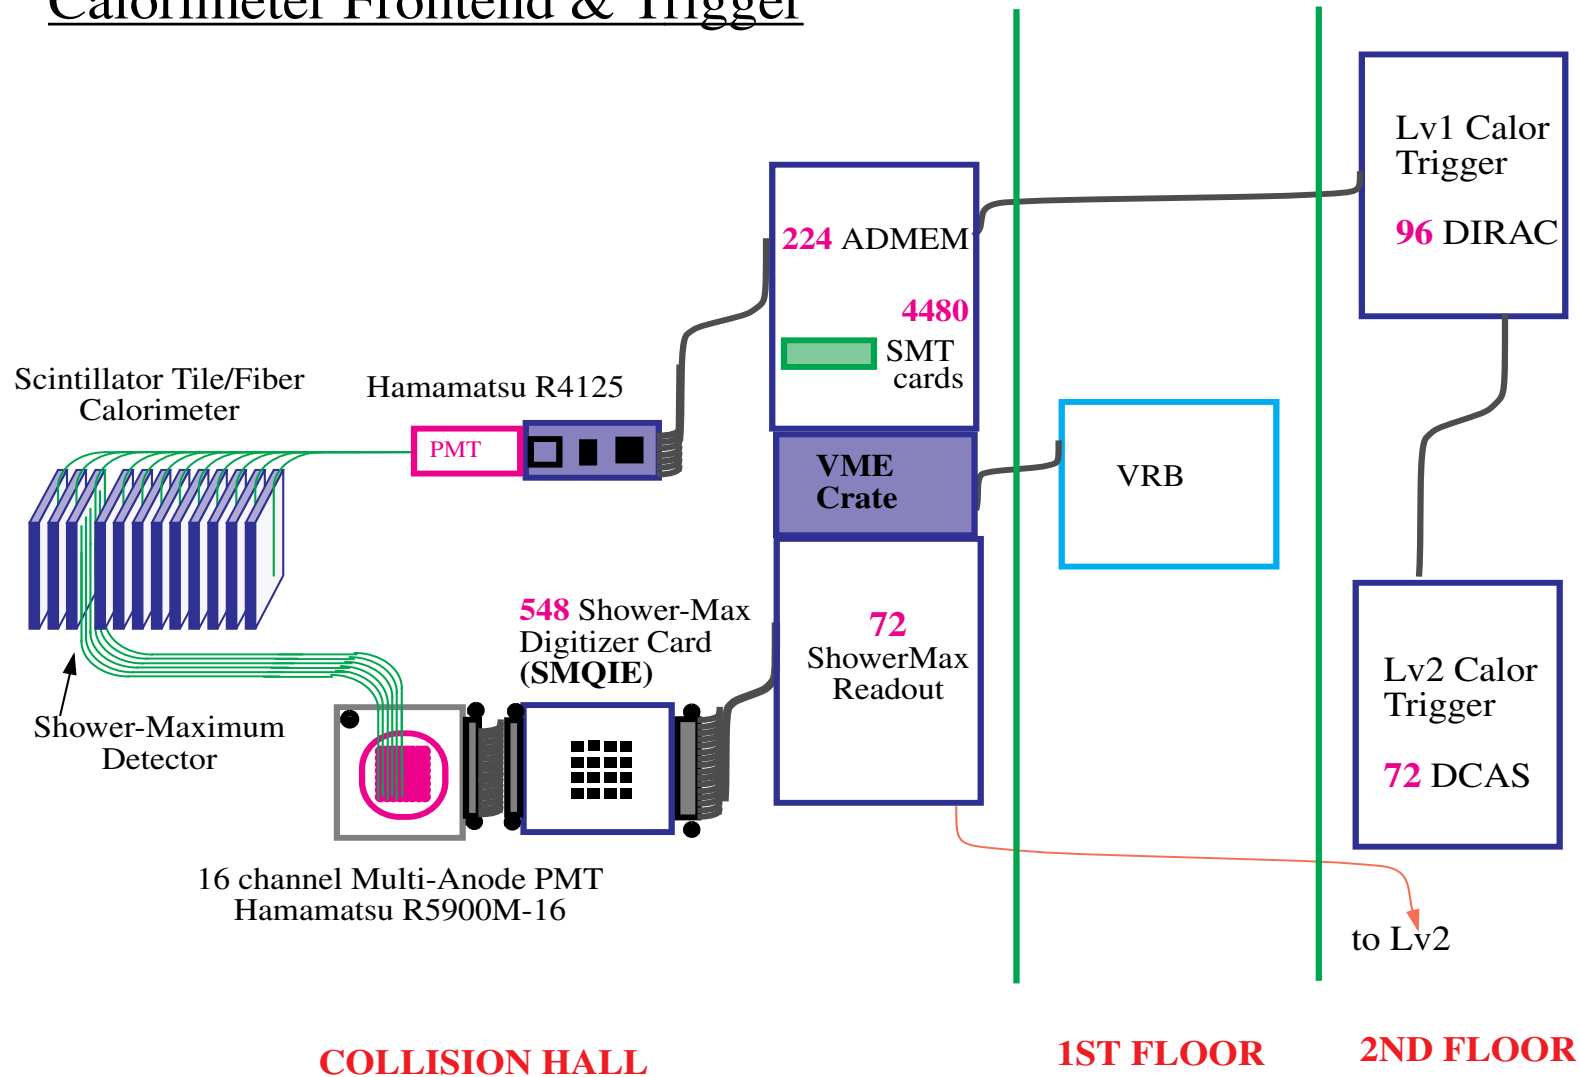 Calorimeter Frontend & Trigger
Lv1 Calor
Trigger
96 DIRAC
224 ADMEM
4480
SMT
cards
Scintillator Tile/Fiber
Calorimeter
Hamamatsu R4125
PMT
VME
Crate
VRB
548 Shower-Max
Digitizer Card
(SMQIE)
72
ShowerMax
Readout
Shower-Maximum
Detector
Lv2 Calor
Trigger
72 DCAS
16 channel Multi-Anode PMT
Hamamatsu R5900M-16
to Lv2
COLLISION HALL
1ST FLOOR
2ND FLOOR